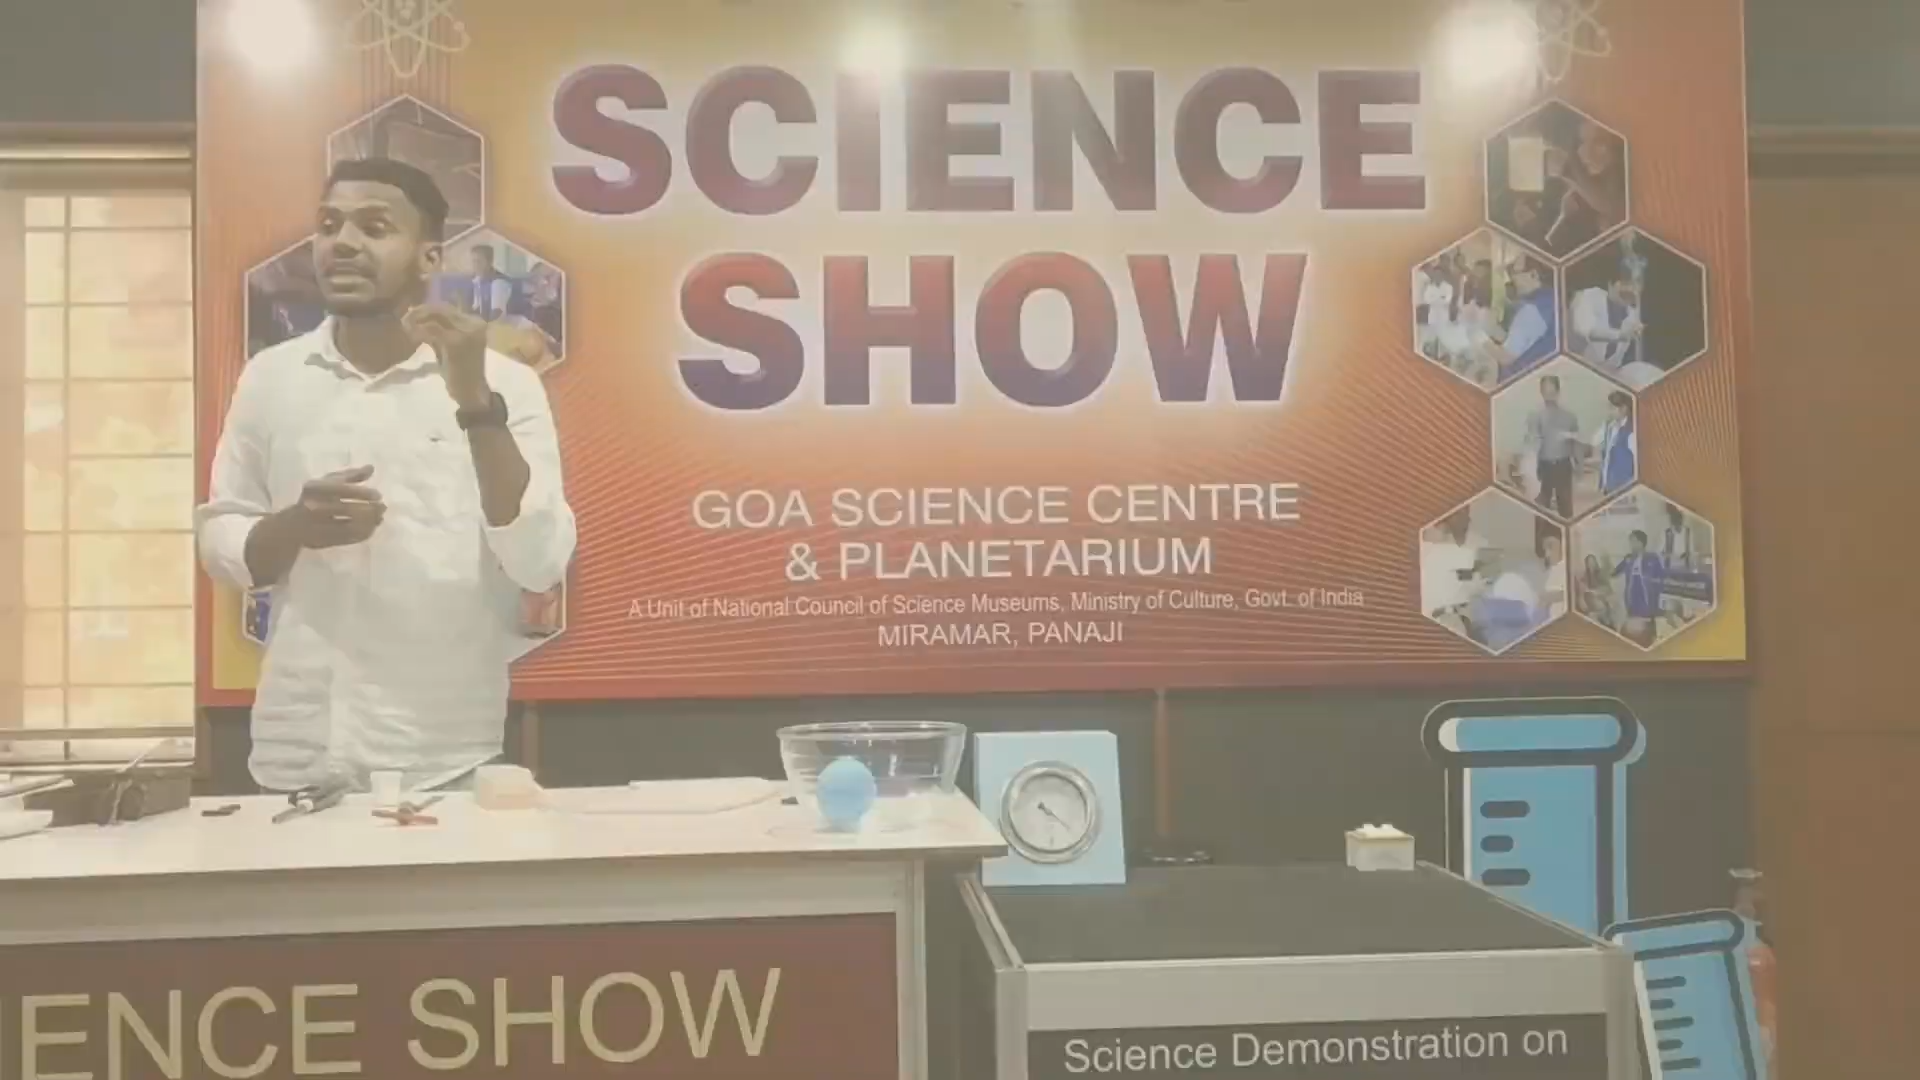 SCIENCE
SHOW
GOA SCIENCE CENTRE
& PLANETARIUM
A Unit of National Council of Science Museums, Ministry of Culture, Govt. of India
MIRAMAR, PANAJI
IENCE SHOW
Science Demonstration on